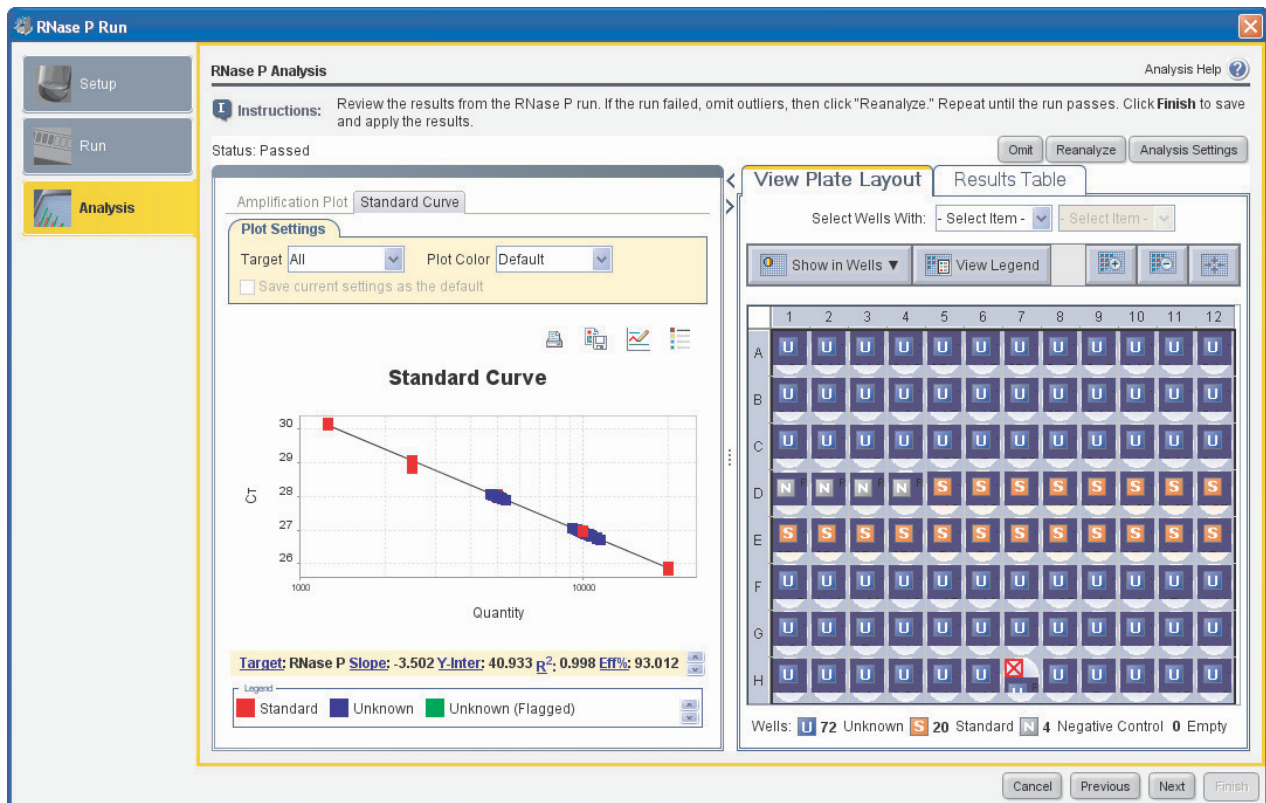 RNase P Run
Setup
Run
Analysis
RNase P Analysis
Analysis Help ?
I Instructions: Review the results from the RNase P run. If the run failed, omit outliers, then click "Reanalyze." Repeat until the run passes. Click Finish to save
and apply the results.
Status: Passed
Omit Reanalyze Analysis Settings
Amplification Plot Standard Curve
Plot Settings
Target All Plot Color Default
Save current settings as the default
Standard Curve
30
29
28
27
26
CT
1000 10000
Quantity
Target: RNase P Slope: -3.502 Y-Inter: 40.933 R2: 0.998 Eff%: 93.012
Legend
Standard Unknown Unknown (Flagged)
View Plate Layout Results Table
Select Wells With: - Select Item - - Select Item -
Show in Wells ▼ View Legend
1 2 3 4 5 6 7 8 9 10 11 12
A U U U U U U U U U U U U
B U U U U U U U U U U U U
C U U U U U U U U U U U U
D N R N R N R N R S S S S S S S S
E S S S S S S S S S S S S
F U U U U U U U U U U U U
G U U U U U U U U U U U U
H U U U U U U U U U U U U
Wells: U 72 Unknown S 20 Standard N 4 Negative Control 0 Empty
Cancel Previous Next Finish